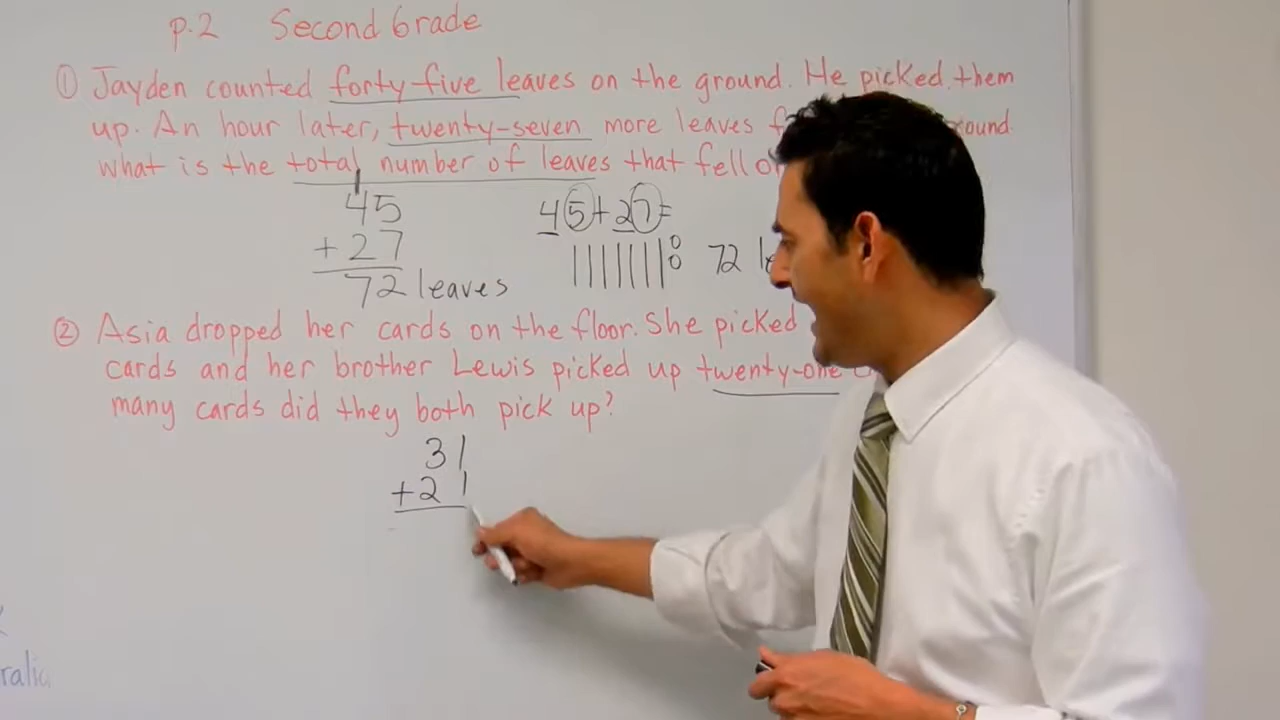 p.2 Second Grade
① Jayden counted forty-five leaves on the ground. He picked them
up. An hour later, twenty-seven more leaves ound.
what is the total number of leaves that fell
1
45 45+27=
+27
72 leaves 72
② Asia dropped her cards on the floor. She picked
cards and her brother Lewis picked up twenty-one
many cards did they both pick up?
31
+21
ralia